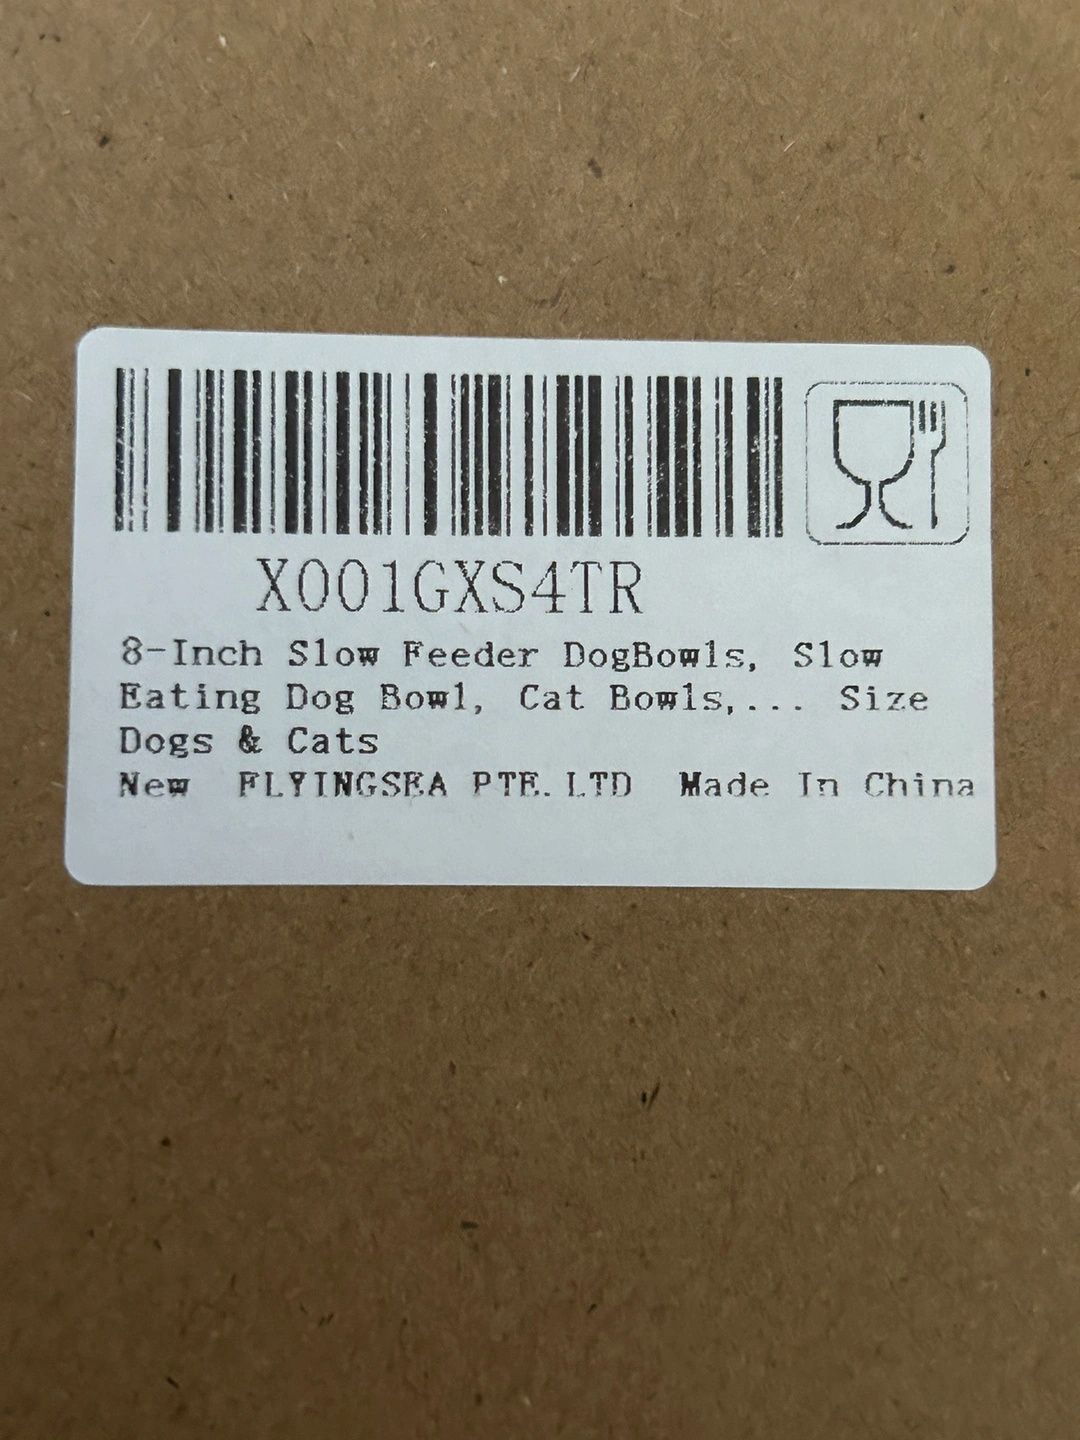 X001GXS4TR
8-Inch Slow Feeder DogBowls, Slow
Eating Dog Bowl, Cat Bowls,... Size
Dogs & Cats
New FLYINGSEA PTE. LTD Made In China